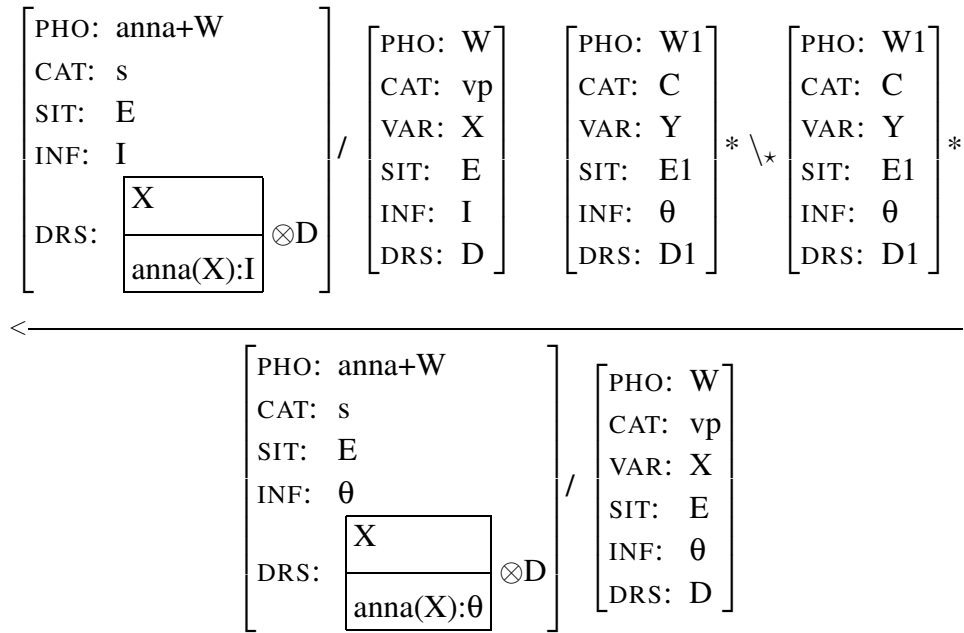 PHO: anna+W
CAT: s
SIT: E
INF: I
DRS: X
anna(X):I ⊗D
/
PHO: W
CAT: vp
VAR: X
SIT: E
INF: I
DRS: D
PHO: W1
CAT: C
VAR: Y
SIT: E1
INF: θ
DRS: D1
* \⋆
PHO: W1
CAT: C
VAR: Y
SIT: E1
INF: θ
DRS: D1
*
<
PHO: anna+W
CAT: s
SIT: E
INF: θ
DRS: X
anna(X):θ ⊗D
/
PHO: W
CAT: vp
VAR: X
SIT: E
INF: θ
DRS: D